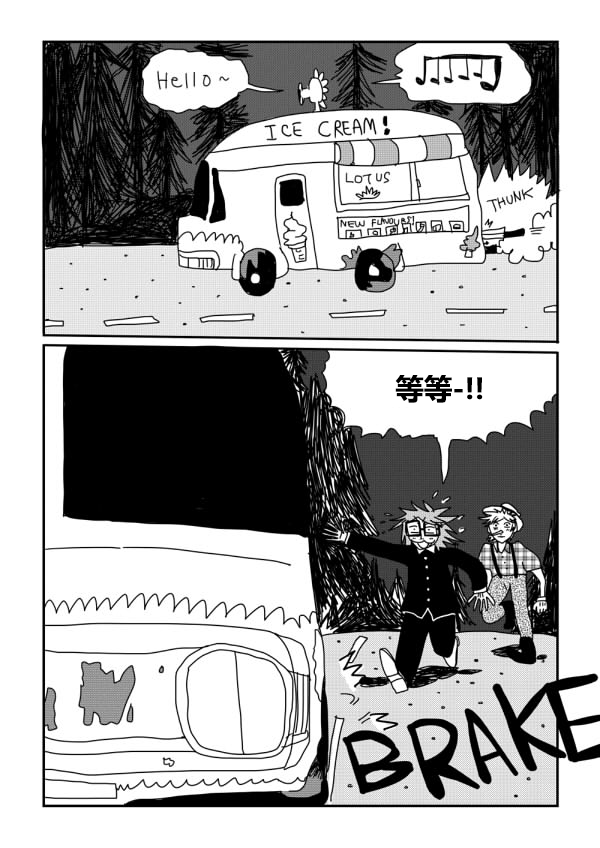 Hello~
ICE CREAM!
LOTUS
NEW FLAVOURS!
THUNK
等等-!!
BRAKE